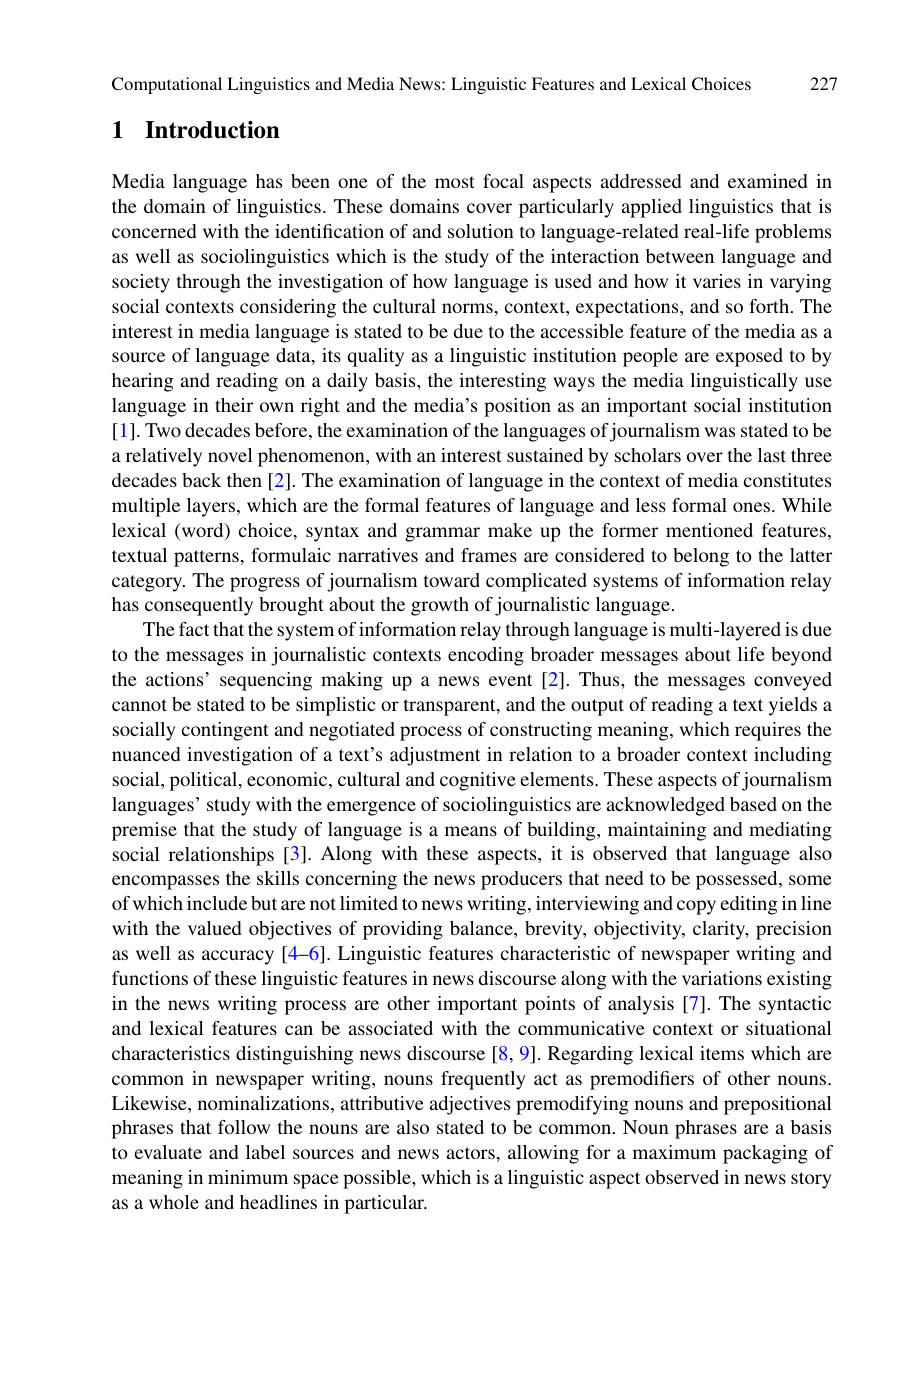 Computational Linguistics and Media News: Linguistic Features and Lexical Choices 227
1 Introduction
Media language has been one of the most focal aspects addressed and examined in
the domain of linguistics. These domains cover particularly applied linguistics that is
concerned with the identification of and solution to language-related real-life problems
as well as sociolinguistics which is the study of the interaction between language and
society through the investigation of how language is used and how it varies in varying
social contexts considering the cultural norms, context, expectations, and so forth. The
interest in media language is stated to be due to the accessible feature of the media as a
source of language data, its quality as a linguistic institution people are exposed to by
hearing and reading on a daily basis, the interesting ways the media linguistically use
language in their own right and the media’s position as an important social institution
[1]. Two decades before, the examination of the languages of journalism was stated to be
a relatively novel phenomenon, with an interest sustained by scholars over the last three
decades back then [2]. The examination of language in the context of media constitutes
multiple layers, which are the formal features of language and less formal ones. While
lexical (word) choice, syntax and grammar make up the former mentioned features,
textual patterns, formulaic narratives and frames are considered to belong to the latter
category. The progress of journalism toward complicated systems of information relay
has consequently brought about the growth of journalistic language.
The fact that the system of information relay through language is multi-layered is due
to the messages in journalistic contexts encoding broader messages about life beyond
the actions’ sequencing making up a news event [2]. Thus, the messages conveyed
cannot be stated to be simplistic or transparent, and the output of reading a text yields a
socially contingent and negotiated process of constructing meaning, which requires the
nuanced investigation of a text’s adjustment in relation to a broader context including
social, political, economic, cultural and cognitive elements. These aspects of journalism
languages’ study with the emergence of sociolinguistics are acknowledged based on the
premise that the study of language is a means of building, maintaining and mediating
social relationships [3]. Along with these aspects, it is observed that language also
encompasses the skills concerning the news producers that need to be possessed, some
of which include but are not limited to news writing, interviewing and copy editing in line
with the valued objectives of providing balance, brevity, objectivity, clarity, precision
as well as accuracy [4–6]. Linguistic features characteristic of newspaper writing and
functions of these linguistic features in news discourse along with the variations existing
in the news writing process are other important points of analysis [7]. The syntactic
and lexical features can be associated with the communicative context or situational
characteristics distinguishing news discourse [8, 9]. Regarding lexical items which are
common in newspaper writing, nouns frequently act as premodifiers of other nouns.
Likewise, nominalizations, attributive adjectives premodifying nouns and prepositional
phrases that follow the nouns are also stated to be common. Noun phrases are a basis
to evaluate and label sources and news actors, allowing for a maximum packaging of
meaning in minimum space possible, which is a linguistic aspect observed in news story
as a whole and headlines in particular.